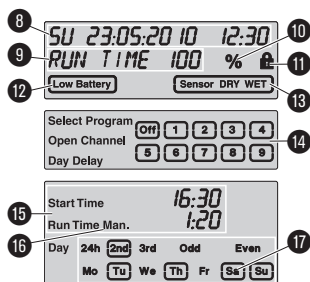 8 SU 23:05:2010 12:30 10
9 RUN TIME 100 % 11
12 Low Battery Sensor DRY WET 13
Select Program Off 1 2 3 4
Open Channel 14
Day Delay 5 6 7 8 9
15 Start Time 16:30
16 Run Time Man. 1:20
Day 24h 2nd 3rd Odd Even 17
Mo Tu We Th Fr Sa Su